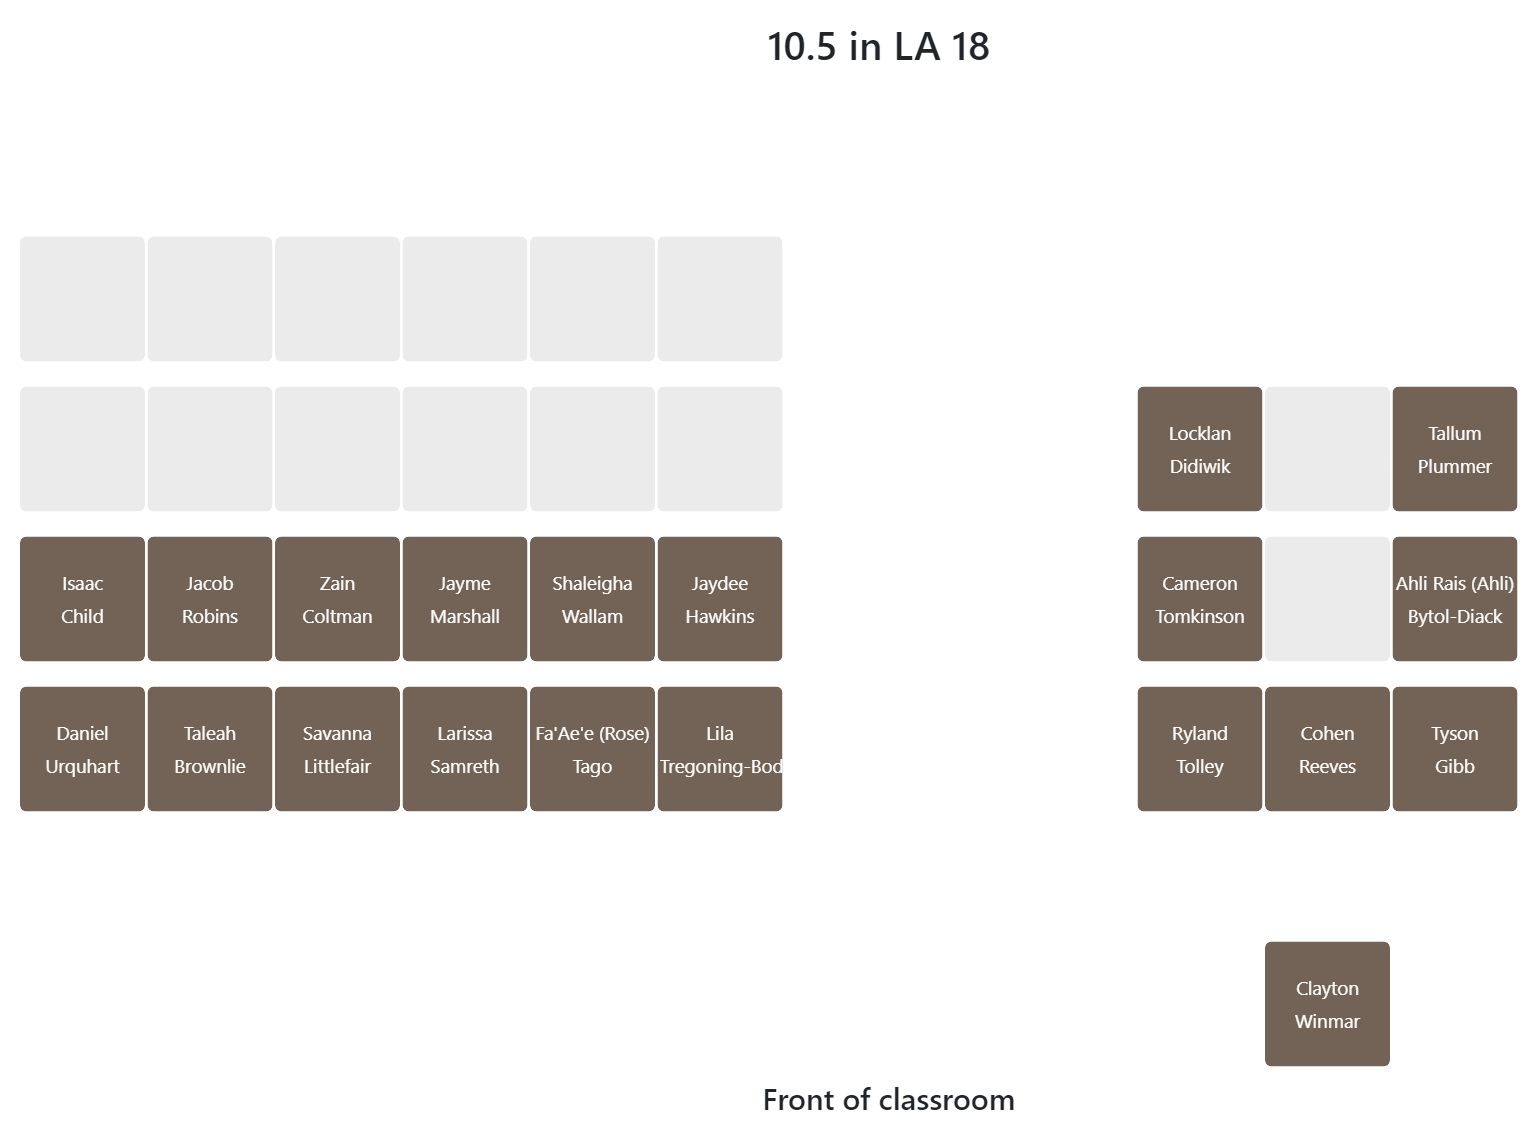 10.5 in LA 18
Locklan
Didiwik
Tallum
Plummer
Isaac
Child
Jacob
Robins
Zain
Coltman
Jayme
Marshall
Shaleigha
Wallam
Jaydee
Hawkins
Cameron
Tomkinson
Ahli Rais (Ahli)
Bytol-Diack
Daniel
Urquhart
Taleah
Brownlie
Savanna
Littlefair
Larissa
Samreth
Fa'Ae'e (Rose)
Tago
Lila
Tregoning-Bod
Ryland
Tolley
Cohen
Reeves
Tyson
Gibb
Clayton
Winmar
Front of classroom